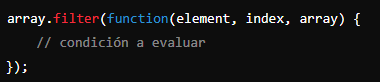 array.filter(function(element, index, array) {
    // condición a evaluar
});